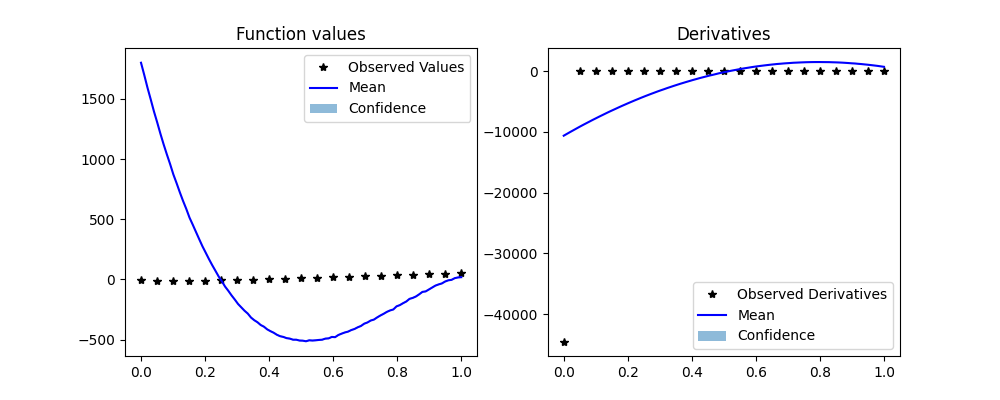 Function values
Observed Values
Mean
Confidence
1500
1000
500
0
−500
0.0 0.2 0.4 0.6 0.8 1.0
Derivatives
0
−10000
−20000
−30000
−40000
Observed Derivatives
Mean
Confidence
0.0 0.2 0.4 0.6 0.8 1.0